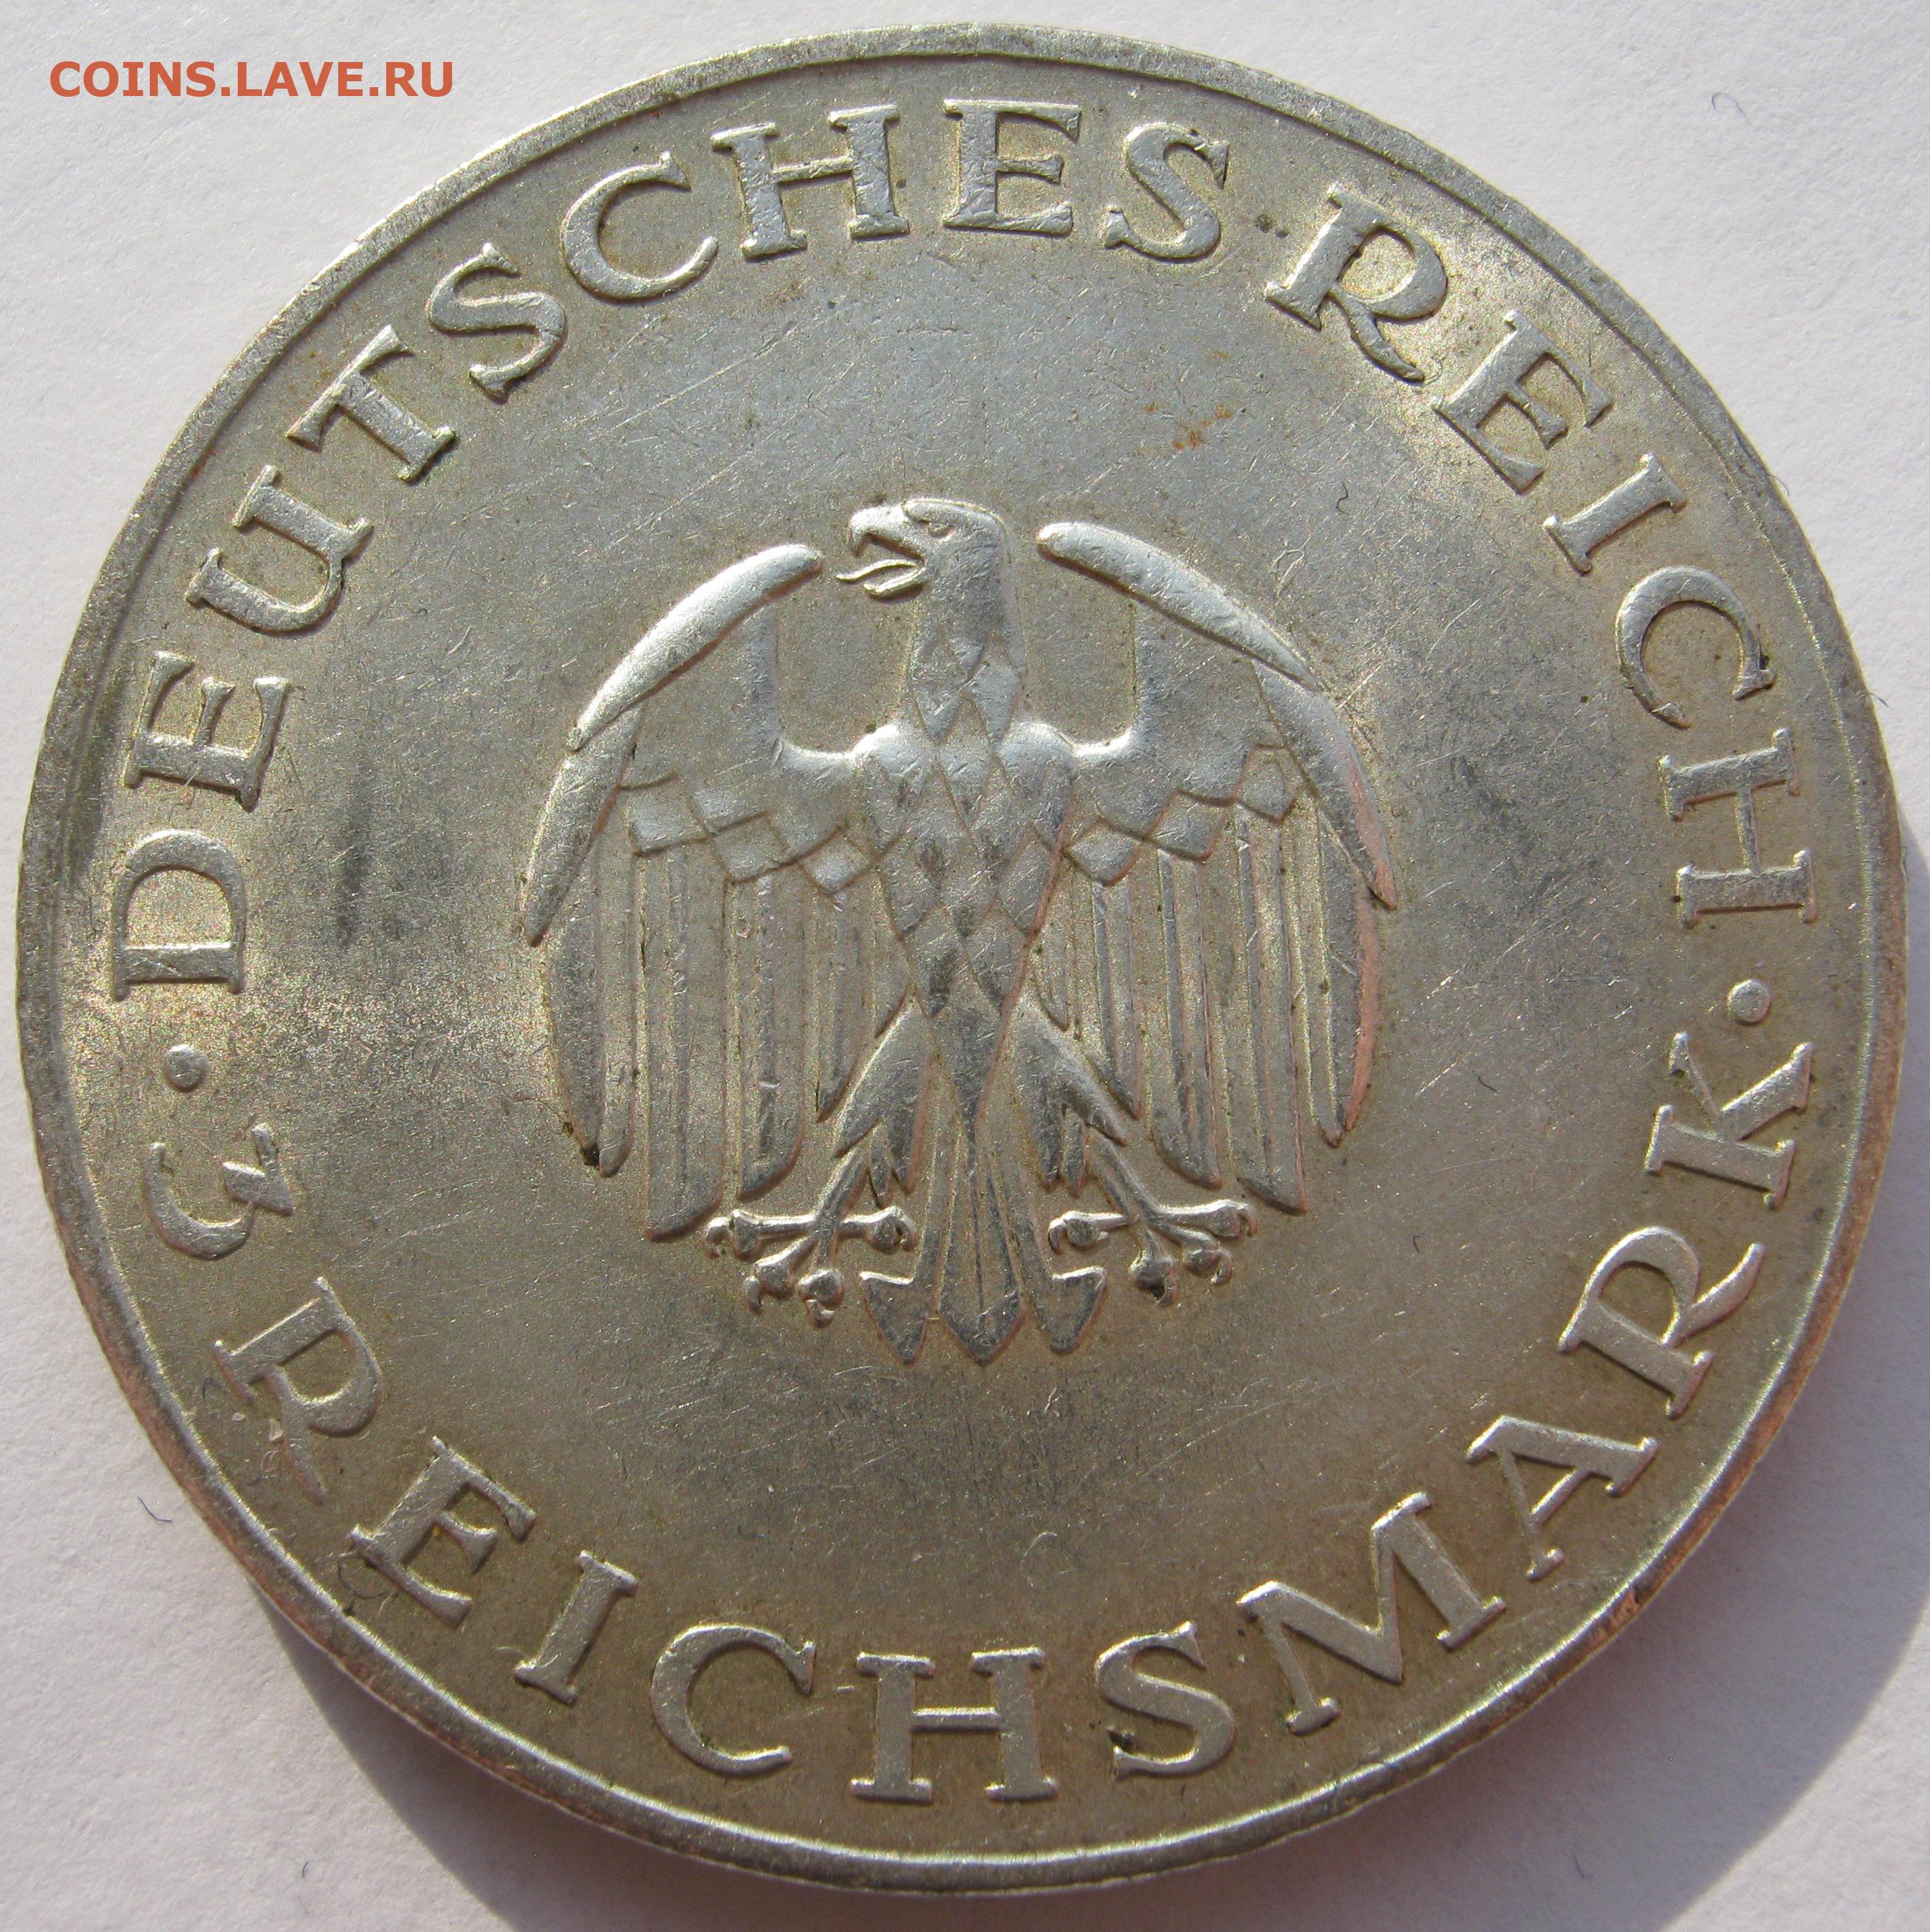 COINS.LAVE.RU
DEUTSCHES REICH
· 3 REICHSMARK ·